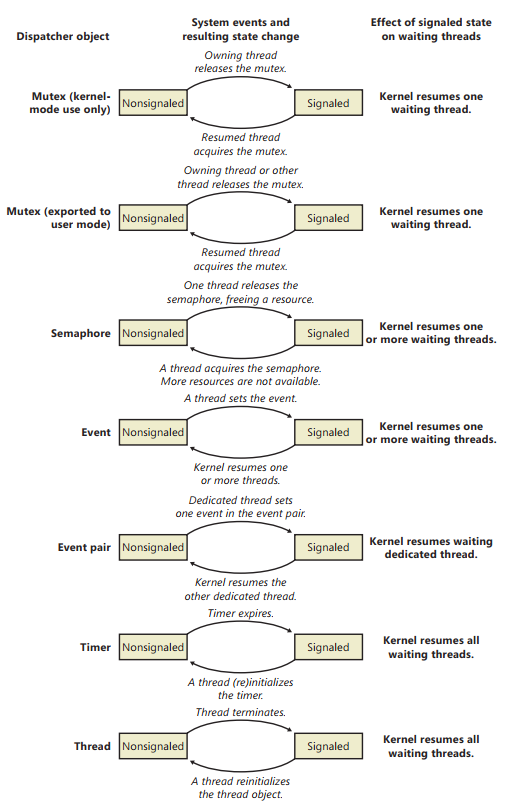 Dispatcher object
System events and
resulting state change
Effect of signaled state
on waiting threads
Owning thread
releases the mutex.
Mutex (kernel-
mode use only)
Nonsignaled
Signaled
Kernel resumes one
waiting thread.
Resumed thread
acquires the mutex.
Owning thread or other
thread releases the mutex.
Mutex (exported to
user mode)
Nonsignaled
Signaled
Kernel resumes one
waiting thread.
Resumed thread
acquires the mutex.
One thread releases the
semaphore, freeing a resource.
Semaphore
Nonsignaled
Signaled
Kernel resumes one
or more waiting threads.
A thread acquires the semaphore.
More resources are not available.
A thread sets the event.
Event
Nonsignaled
Signaled
Kernel resumes one
or more waiting threads.
Kernel resumes one
or more threads.
Dedicated thread sets
one event in the event pair.
Event pair
Nonsignaled
Signaled
Kernel resumes waiting
dedicated thread.
Kernel resumes the
other dedicated thread.
Timer expires.
Timer
Nonsignaled
Signaled
Kernel resumes all
waiting threads.
A thread (re)initializes
the timer.
Thread terminates.
Thread
Nonsignaled
Signaled
Kernel resumes all
waiting threads.
A thread reinitializes
the thread object.